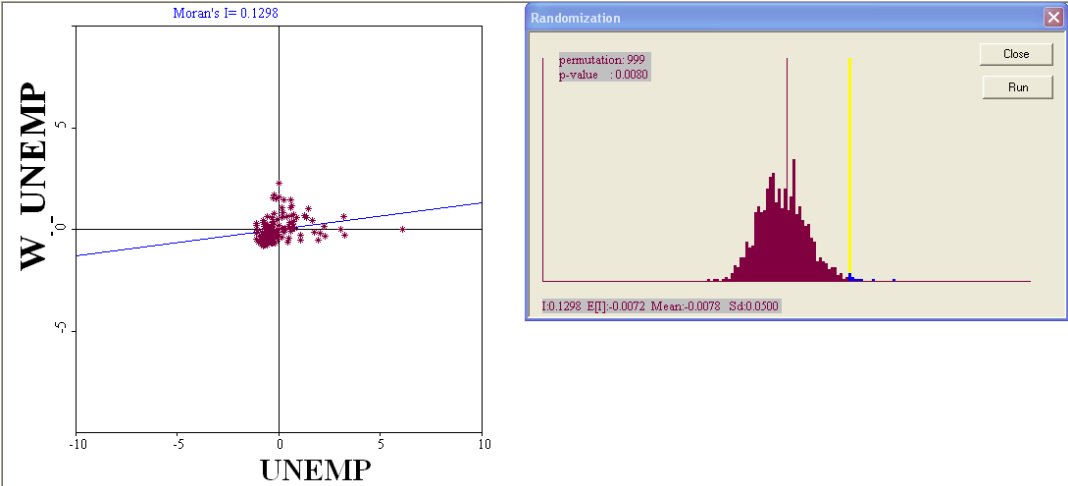 Moran's I= 0.1298
W_UNEMP
5
0
-5
-10
-5
0
5
10
UNEMP
Randomization
permutation: 999
p-value : 0.0080
Close
Run
I:0.1298 E[I]:-0.0072 Mean:-0.0078 Sd:0.0500